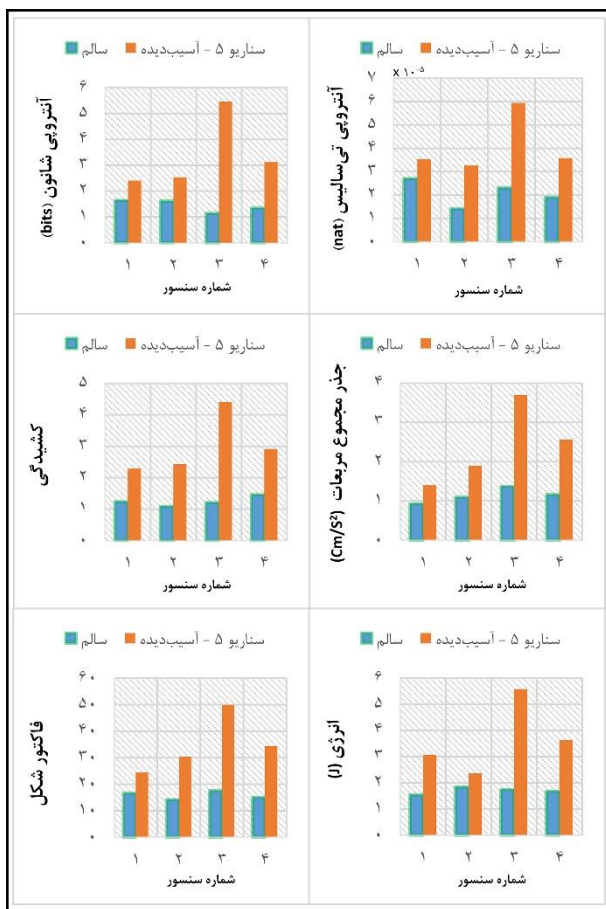 سالم سناریو ۵ - آسیب‌دیده
آنتروپی شانون (bits)
۶
۵
۴
۳
۲
۱
۰
۱ ۲ ۳ ۴
شماره سنسور
سالم سناریو ۵ - آسیب‌دیده
آنتروپی تی‌سالیس (nat)
x ۱۰⁻⁵
۷
۶
۵
۴
۳
۲
۱
۰
۱ ۲ ۳ ۴
شماره سنسور
سالم سناریو ۵ - آسیب‌دیده
کشیدگی
۵
۴
۳
۲
۱
۰
۱ ۲ ۳ ۴
شماره سنسور
سالم سناریو ۵ - آسیب‌دیده
جذر مجموع مربعات (Cm/S²)
۴
۳
۲
۱
۰
۱ ۲ ۳ ۴
شماره سنسور
سالم سناریو ۵ - آسیب‌دیده
فاکتور شکل
۶۰
۵۰
۴۰
۳۰
۲۰
۱۰
۰
۱ ۲ ۳ ۴
شماره سنسور
سالم سناریو ۵ - آسیب‌دیده
انرژی (J)
۶
۵
۴
۳
۲
۱
۰
۱ ۲ ۳ ۴
شماره سنسور